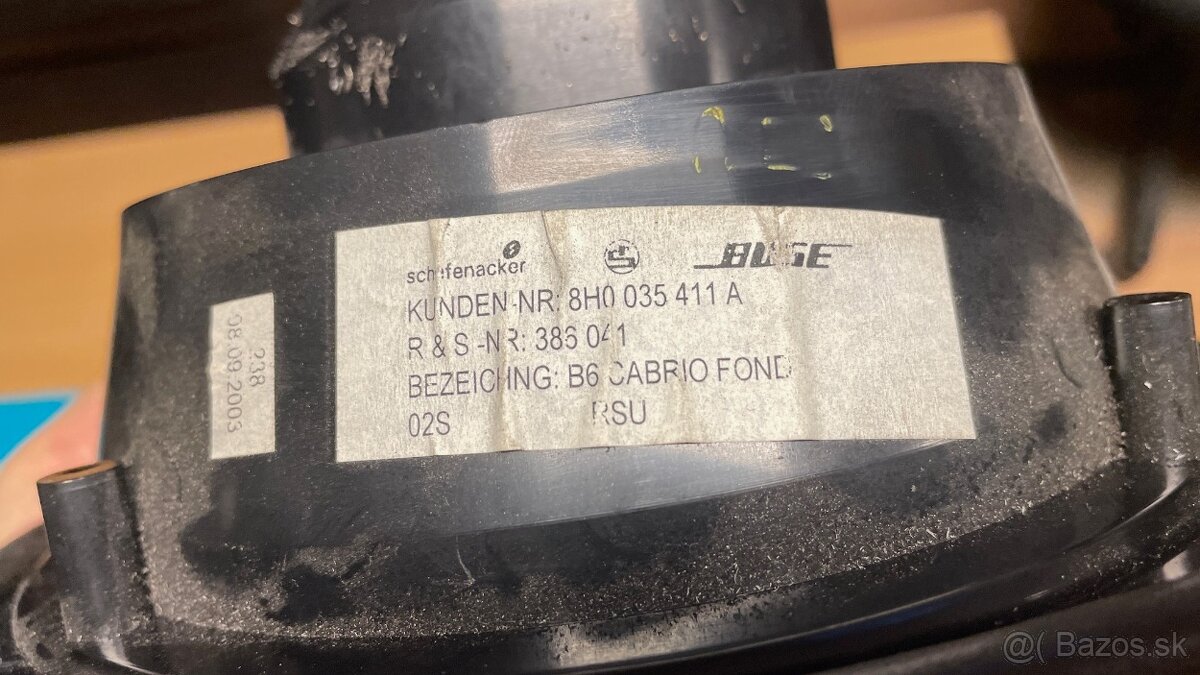 schefenacker
BOSE
KUNDEN-NR: 8H0 035 411 A
R & S-NR: 386 041
BEZEICHNG: B6 CABRIO FOND
02S RSU
238
08.09.2003
@( Bazos.sk